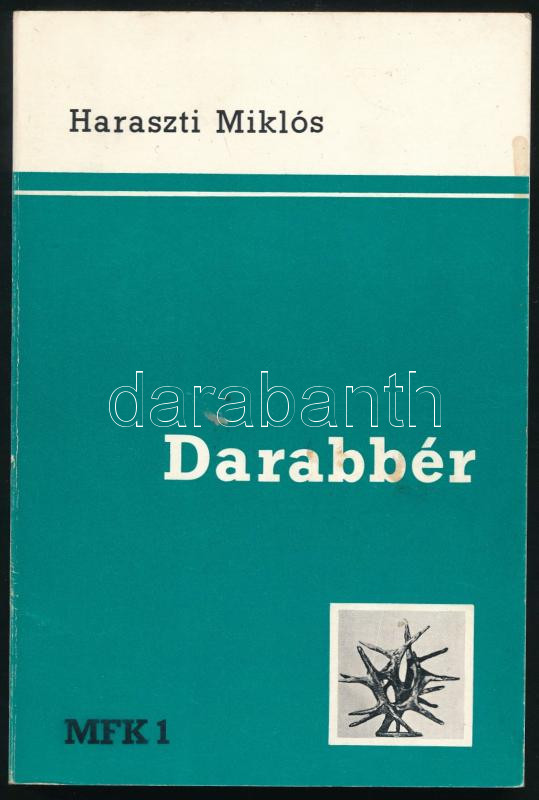 Haraszti Miklós
darabanth
Darabbér
MFK 1